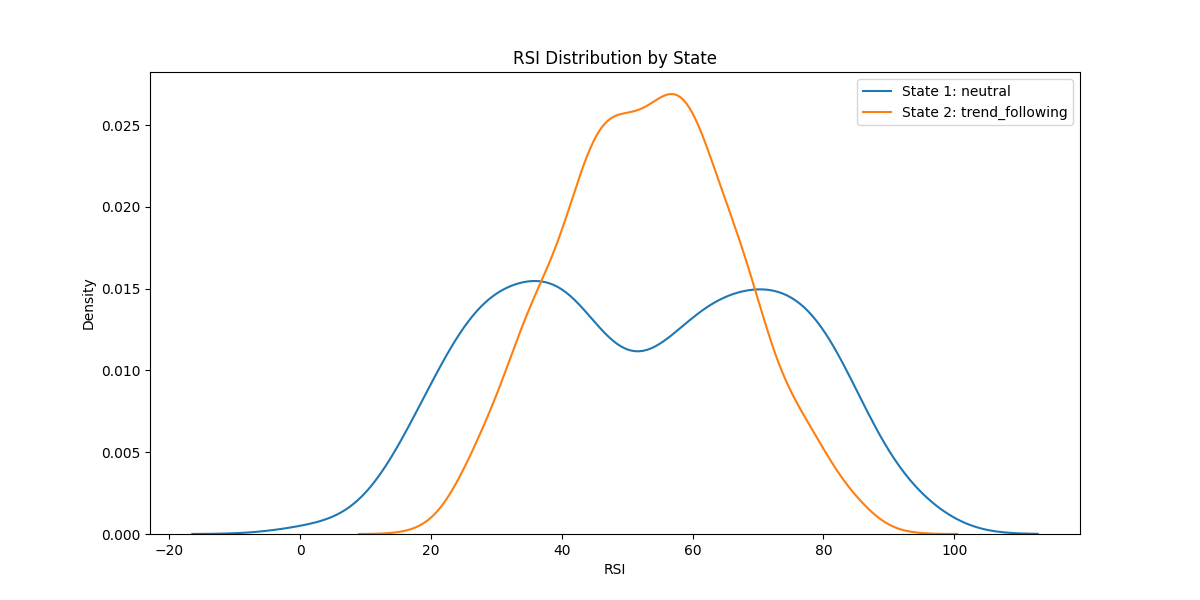 RSI Distribution by State
State 1: neutral
State 2: trend_following
Density
0.025
0.020
0.015
0.010
0.005
0.000
−20 0 20 40 60 80 100
RSI